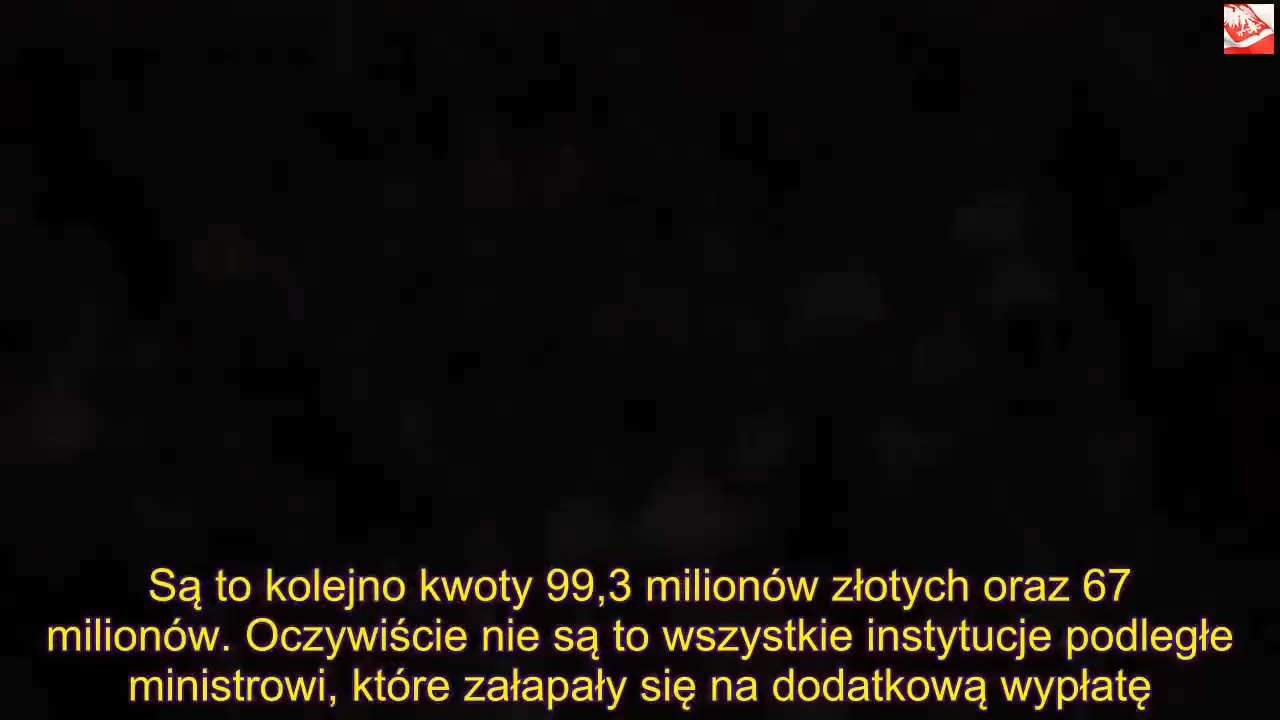 Są to kolejno kwoty 99,3 milionów złotych oraz 67
milionów. Oczywiście nie są to wszystkie instytucje podległe
ministrowi, które załapały się na dodatkową wypłatę